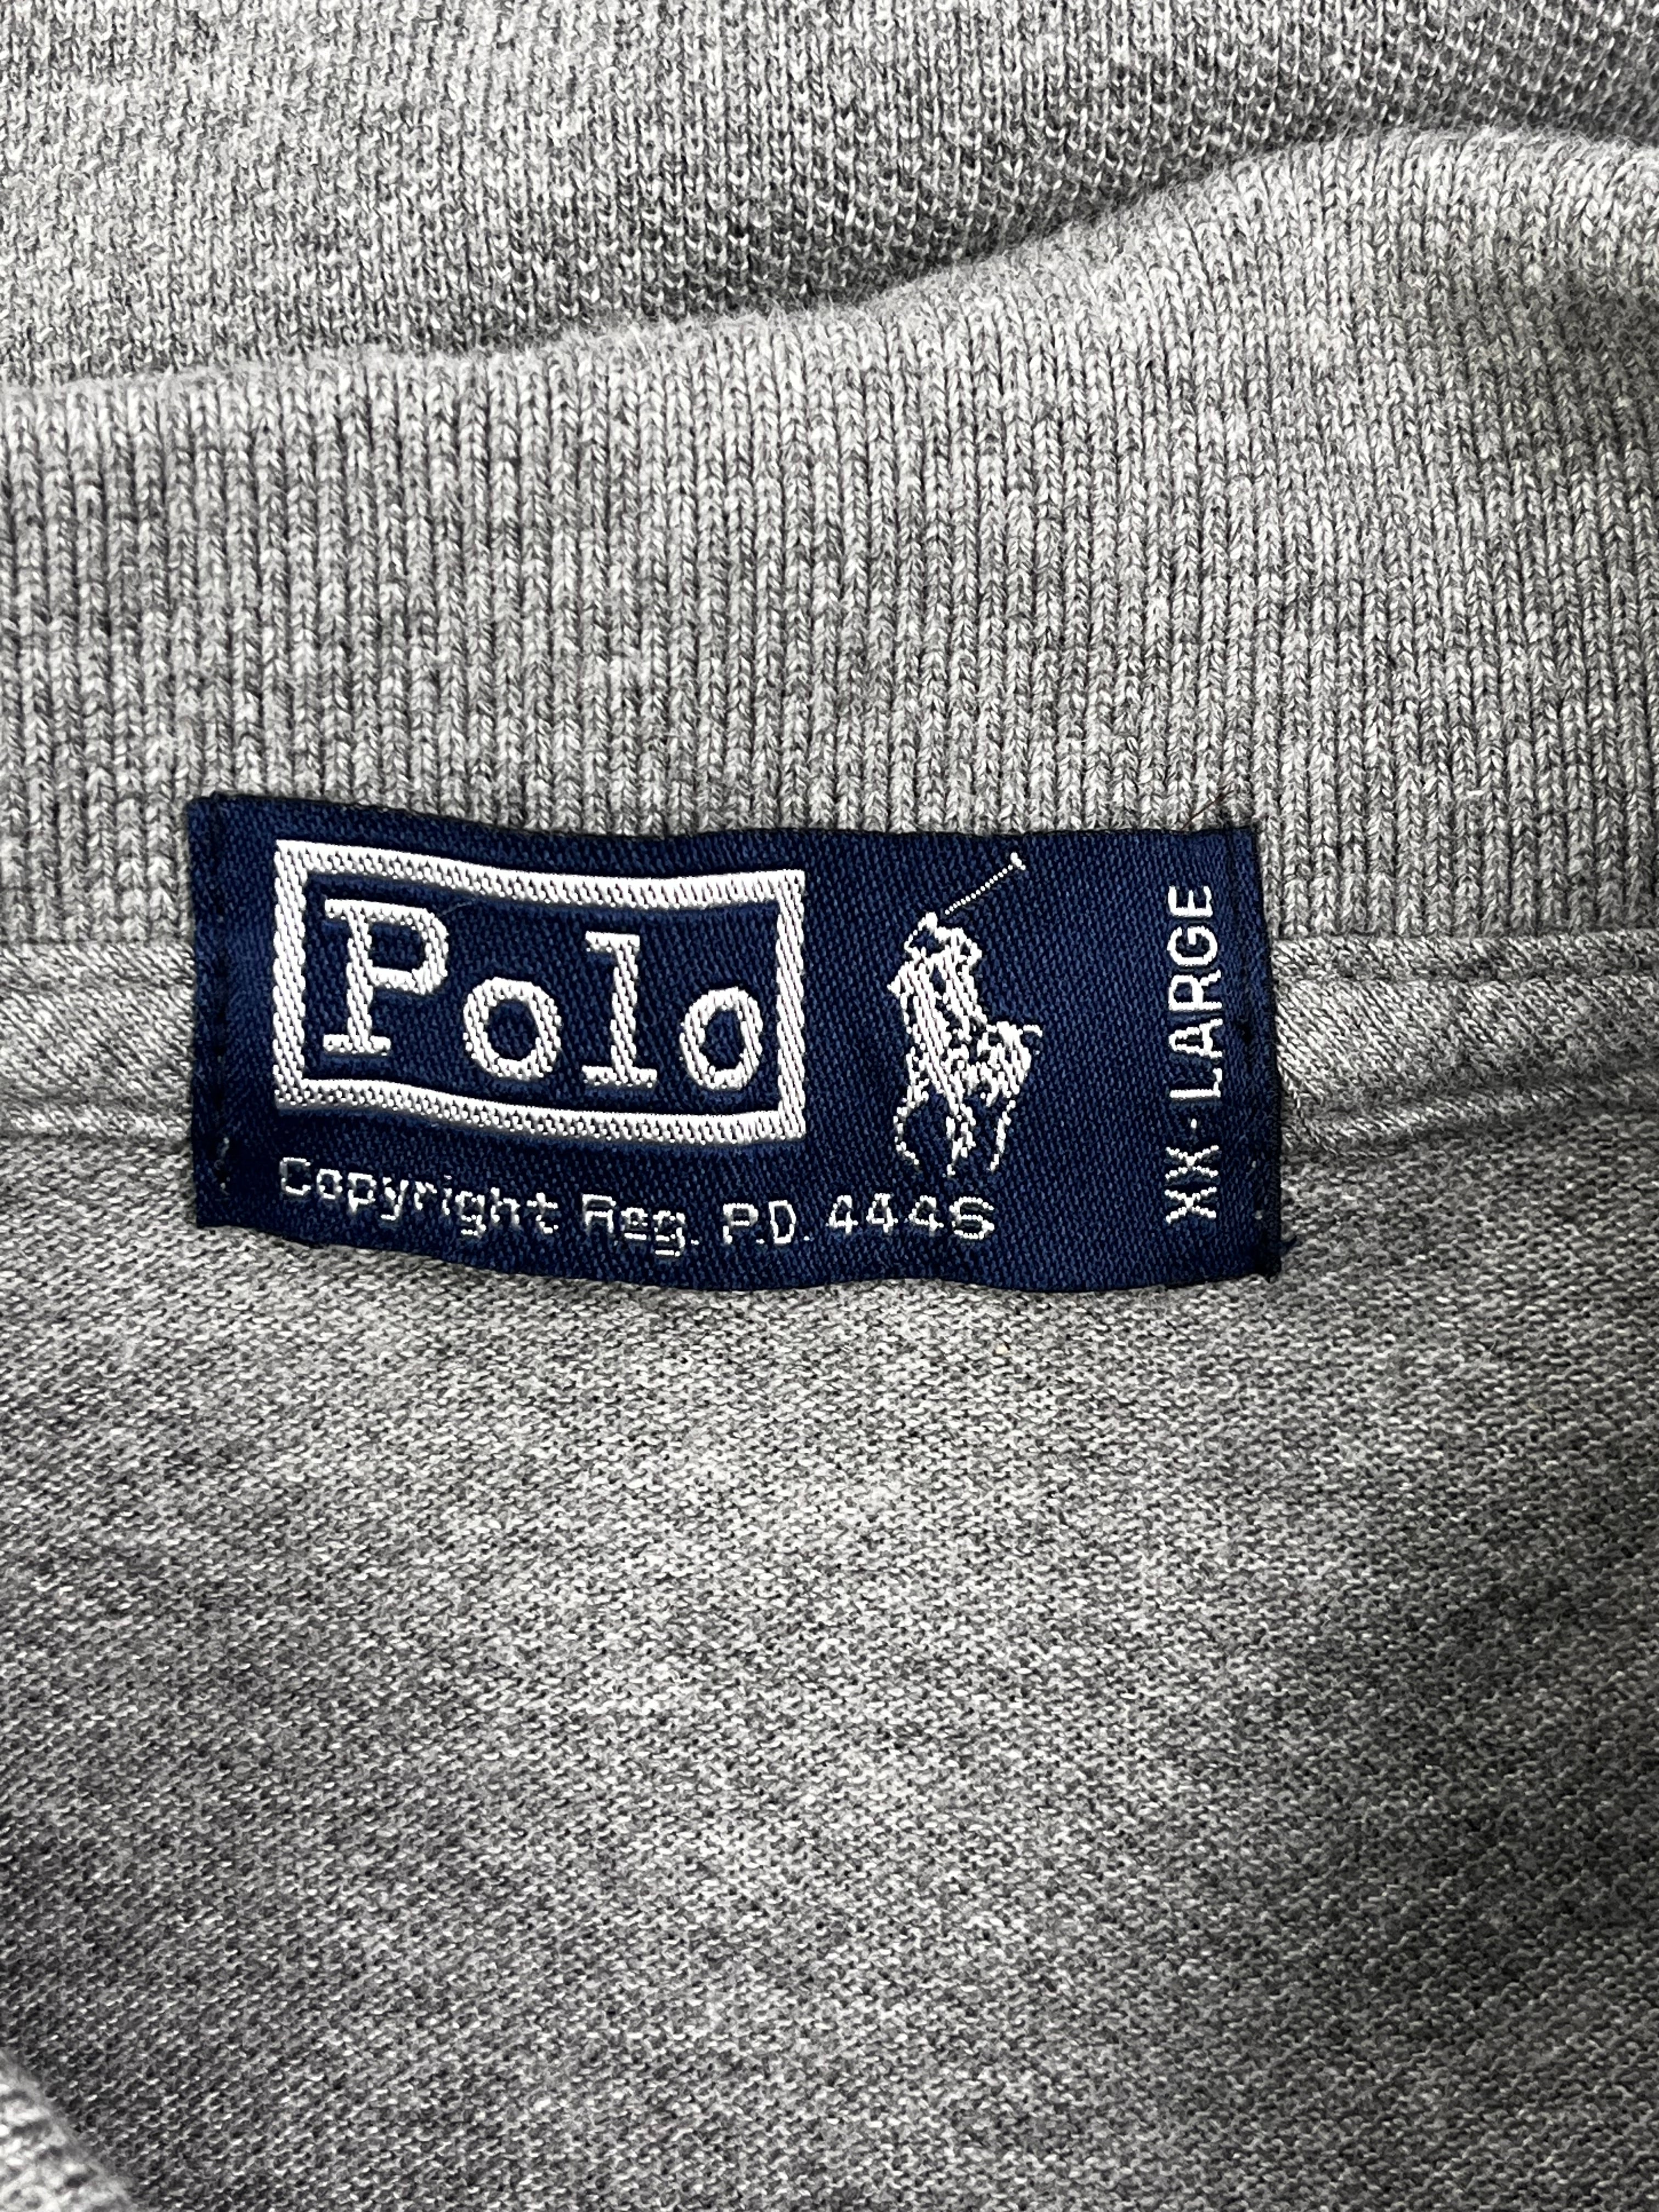 Polo
Copyright Reg. P.D. 4446
XX-LARGE